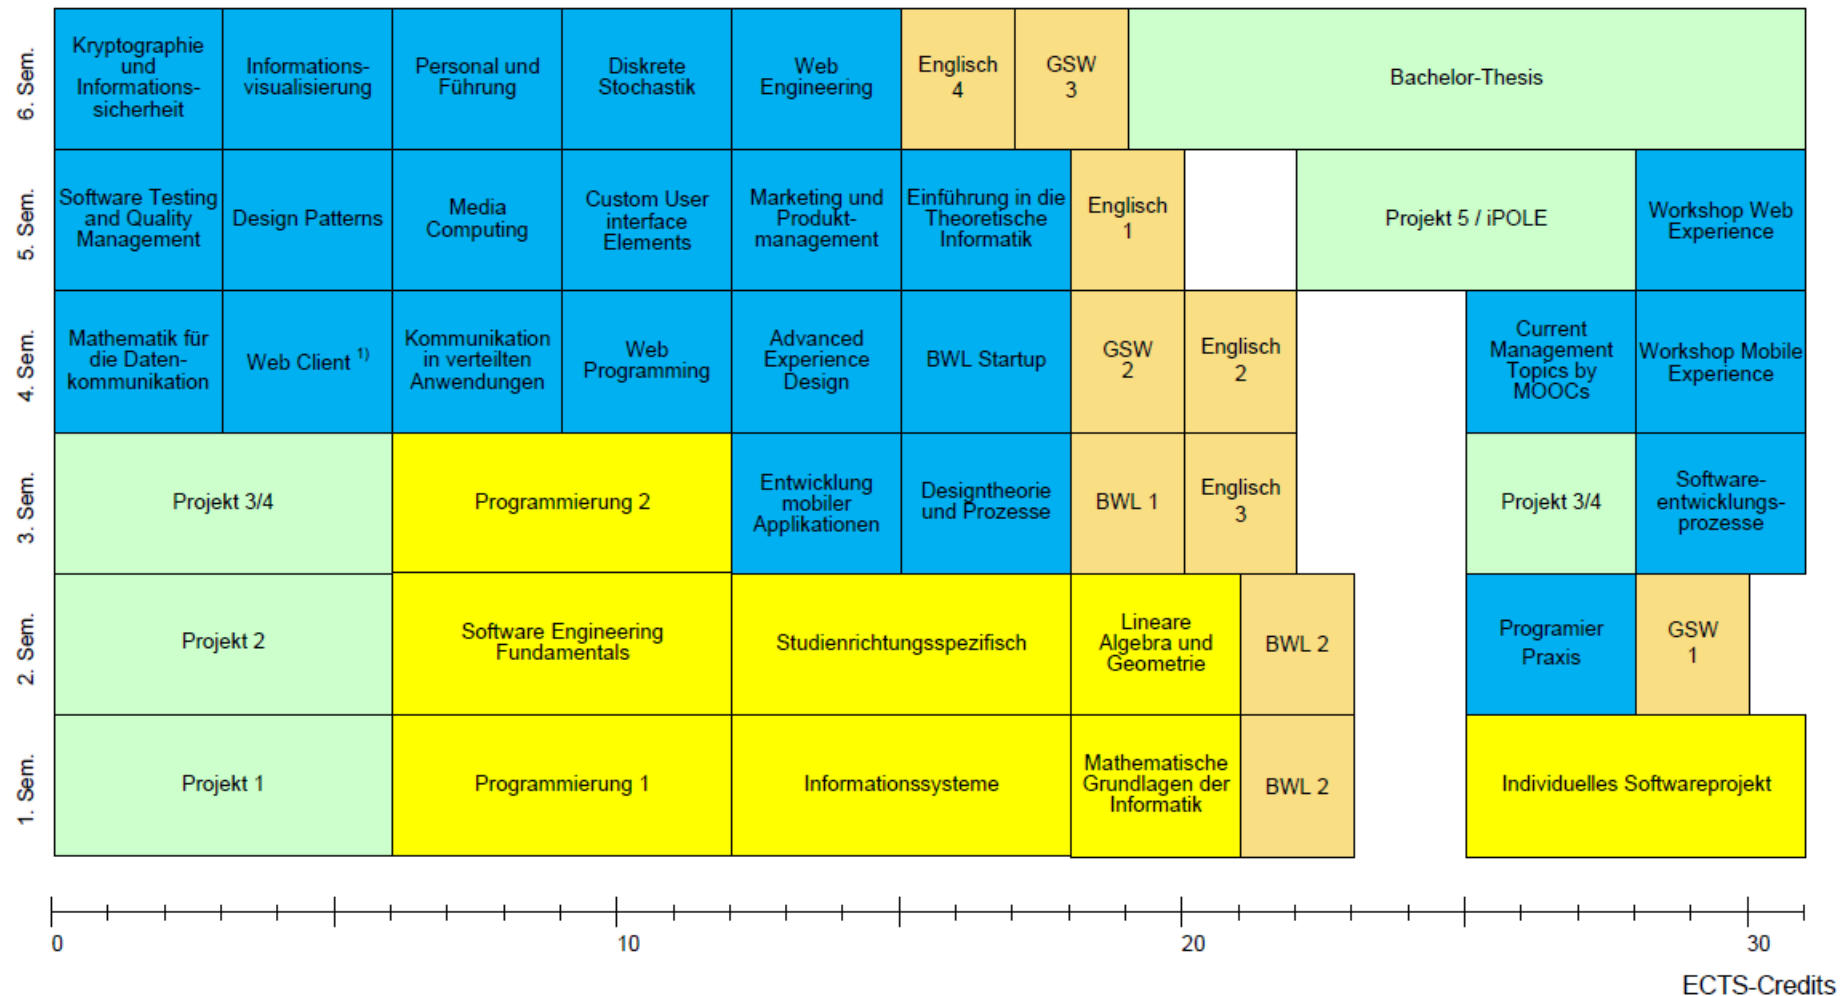 6. Sem.
Kryptographie
und
Informations-
sicherheit
Informations-
visualisierung
Personal und
Führung
Diskrete
Stochastik
Web
Engineering
Englisch
4
GSW
3
Bachelor-Thesis
5. Sem.
Software Testing
and Quality
Management
Design Patterns
Media
Computing
Custom User
interface
Elements
Marketing und
Produkt-
management
Einführung in die
Theoretische
Informatik
Englisch
1
Projekt 5 / iPOLE
Workshop Web
Experience
4. Sem.
Mathematik für
die Daten-
kommunikation
Web Client 1)
Kommunikation
in verteilten
Anwendungen
Web
Programming
Advanced
Experience
Design
BWL Startup
GSW
2
Englisch
2
Current
Management
Topics by
MOOCs
Workshop Mobile
Experience
3. Sem.
Projekt 3/4
Programmierung 2
Entwicklung
mobiler
Applikationen
Designtheorie
und Prozesse
BWL 1
Englisch
3
Projekt 3/4
Software-
entwicklungs-
prozesse
2. Sem.
Projekt 2
Software Engineering
Fundamentals
Studienrichtungsspezifisch
Lineare
Algebra und
Geometrie
BWL 2
Programier
Praxis
GSW
1
1. Sem.
Projekt 1
Programmierung 1
Informationssysteme
Mathematische
Grundlagen der
Informatik
BWL 2
Individuelles Softwareprojekt
0 10 20 30
ECTS-Credits